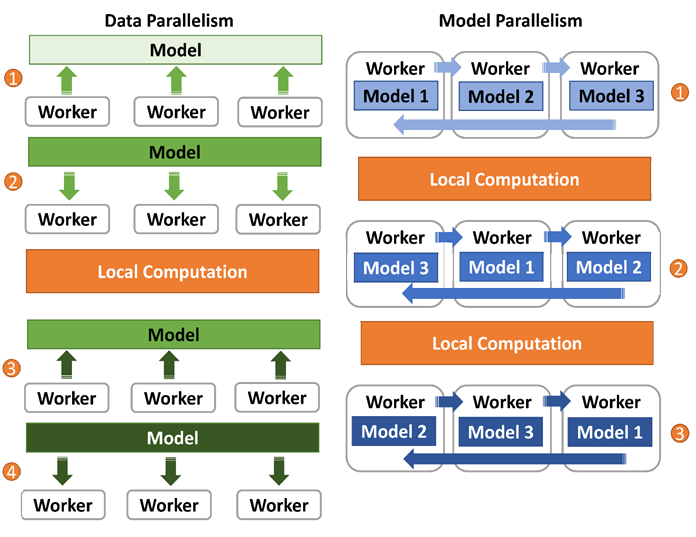 Data Parallelism
Model
1
Worker Worker Worker
Model
2
Worker Worker Worker
Local Computation
Model
3
Worker Worker Worker
Model
4
Worker Worker Worker
Model Parallelism
Worker Worker Worker
Model 1 Model 2 Model 3
1
Local Computation
Worker Worker Worker
Model 3 Model 1 Model 2
2
Local Computation
Worker Worker Worker
Model 2 Model 3 Model 1
3